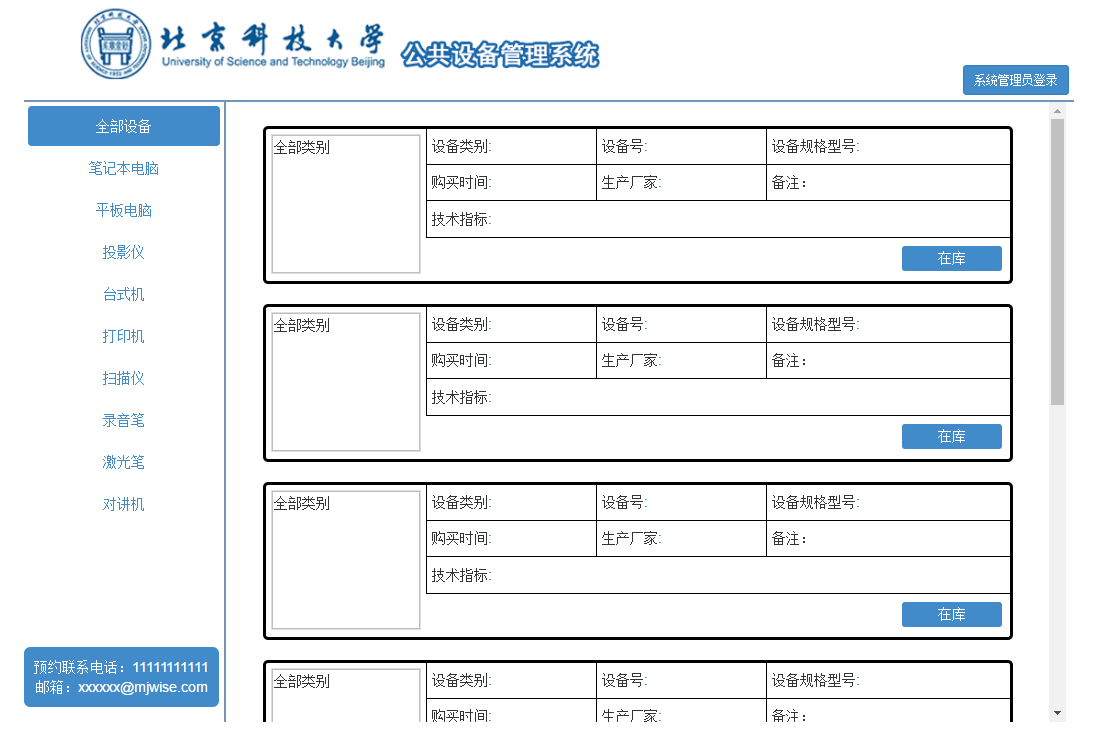 北京科技大学
University of Science and Technology Beijing
公共设备管理系统
系统管理员登录
全部设备
笔记本电脑
平板电脑
投影仪
台式机
打印机
扫描仪
录音笔
激光笔
对讲机
预约联系电话：11111111111
邮箱：xxxxxx@mjwise.com
全部类别
设备类别: 设备号: 设备规格型号:
购买时间: 生产厂家: 备注：
技术指标:
在库
全部类别
设备类别: 设备号: 设备规格型号:
购买时间: 生产厂家: 备注：
技术指标:
在库
全部类别
设备类别: 设备号: 设备规格型号:
购买时间: 生产厂家: 备注：
技术指标:
在库
全部类别
设备类别: 设备号: 设备规格型号:
购买时间: 生产厂家: 备注：